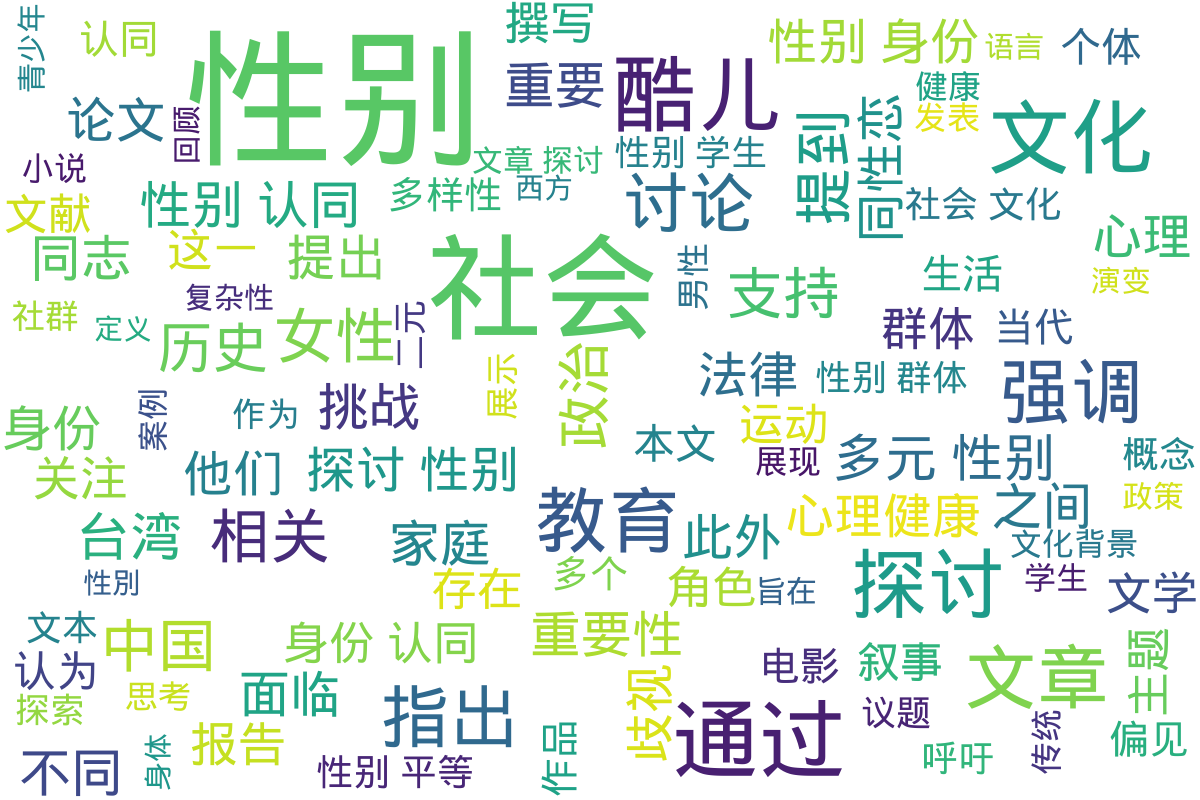 青少年
认同
性别
撰写
重要
酷儿
性别 身份
语言
个体
论文
回顾
健康
发表
文化
提到
同性恋
小说
文章 探讨
性别 学生
文献
性别 认同
多样性
西方
讨论
社会 文化
同志
这一
提出
社会
男性
支持
生活
心理
演变
社群
定义
复杂性
历史
女性
二元
群体
当代
展示
政治
法律
性别 群体
强调
身份
案例
作为
挑战
本文
运动
展现
多元 性别
概念
关注
他们
探讨 性别
教育
心理健康
之间
政策
台湾
相关
家庭
此外
文化背景
性別
存在
多个
角色
旨在
探讨
学生
文学
文本
中国
身份 认同
重要性
认为
面临
电影
叙事
文章
主题
探索
思考
指出
歧视
通过
议题
传统
偏见
不同
身体
报告
性别 平等
作品
呼吁